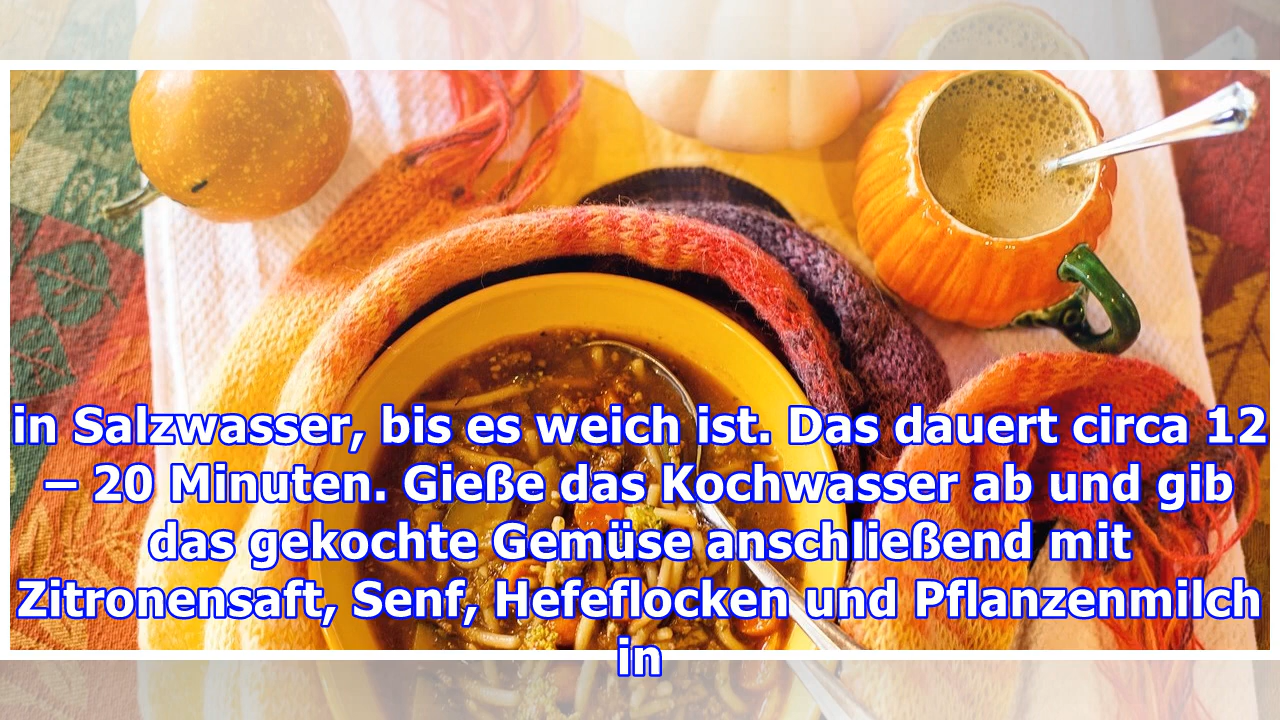 in Salzwasser, bis es weich ist. Das dauert circa 12
– 20 Minuten. Gieße das Kochwasser ab und gib
das gekochte Gemüse anschließend mit
Zitronensaft, Senf, Hefeflocken und Pflanzenmilch
in